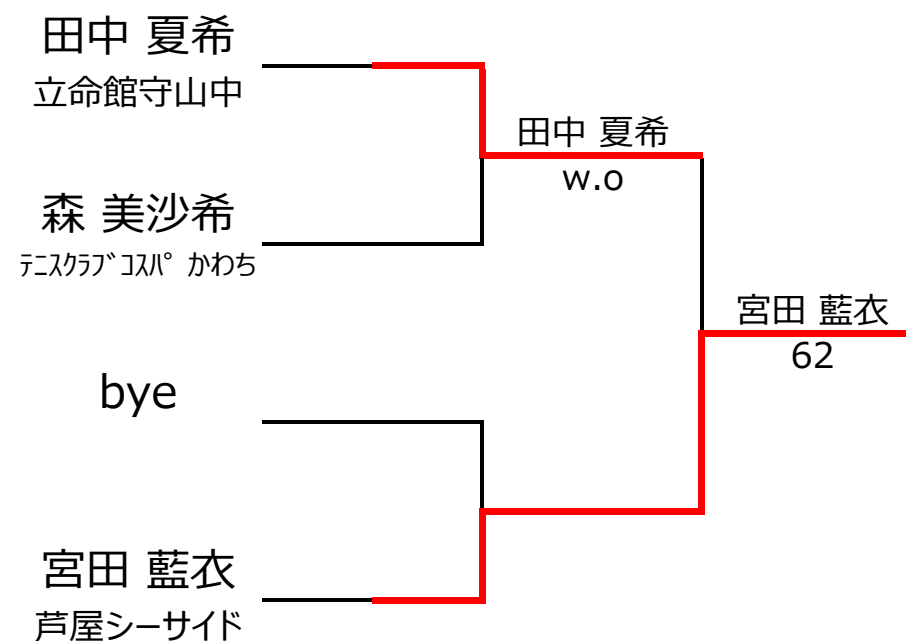 田中 夏希
立命館守山中
田中 夏希
w.o
森 美沙希
ﾃﾆｽｸﾗﾌﾞｺｽﾊﾟ かわち
宮田 藍衣
62
bye
宮田 藍衣
芦屋シーサイド